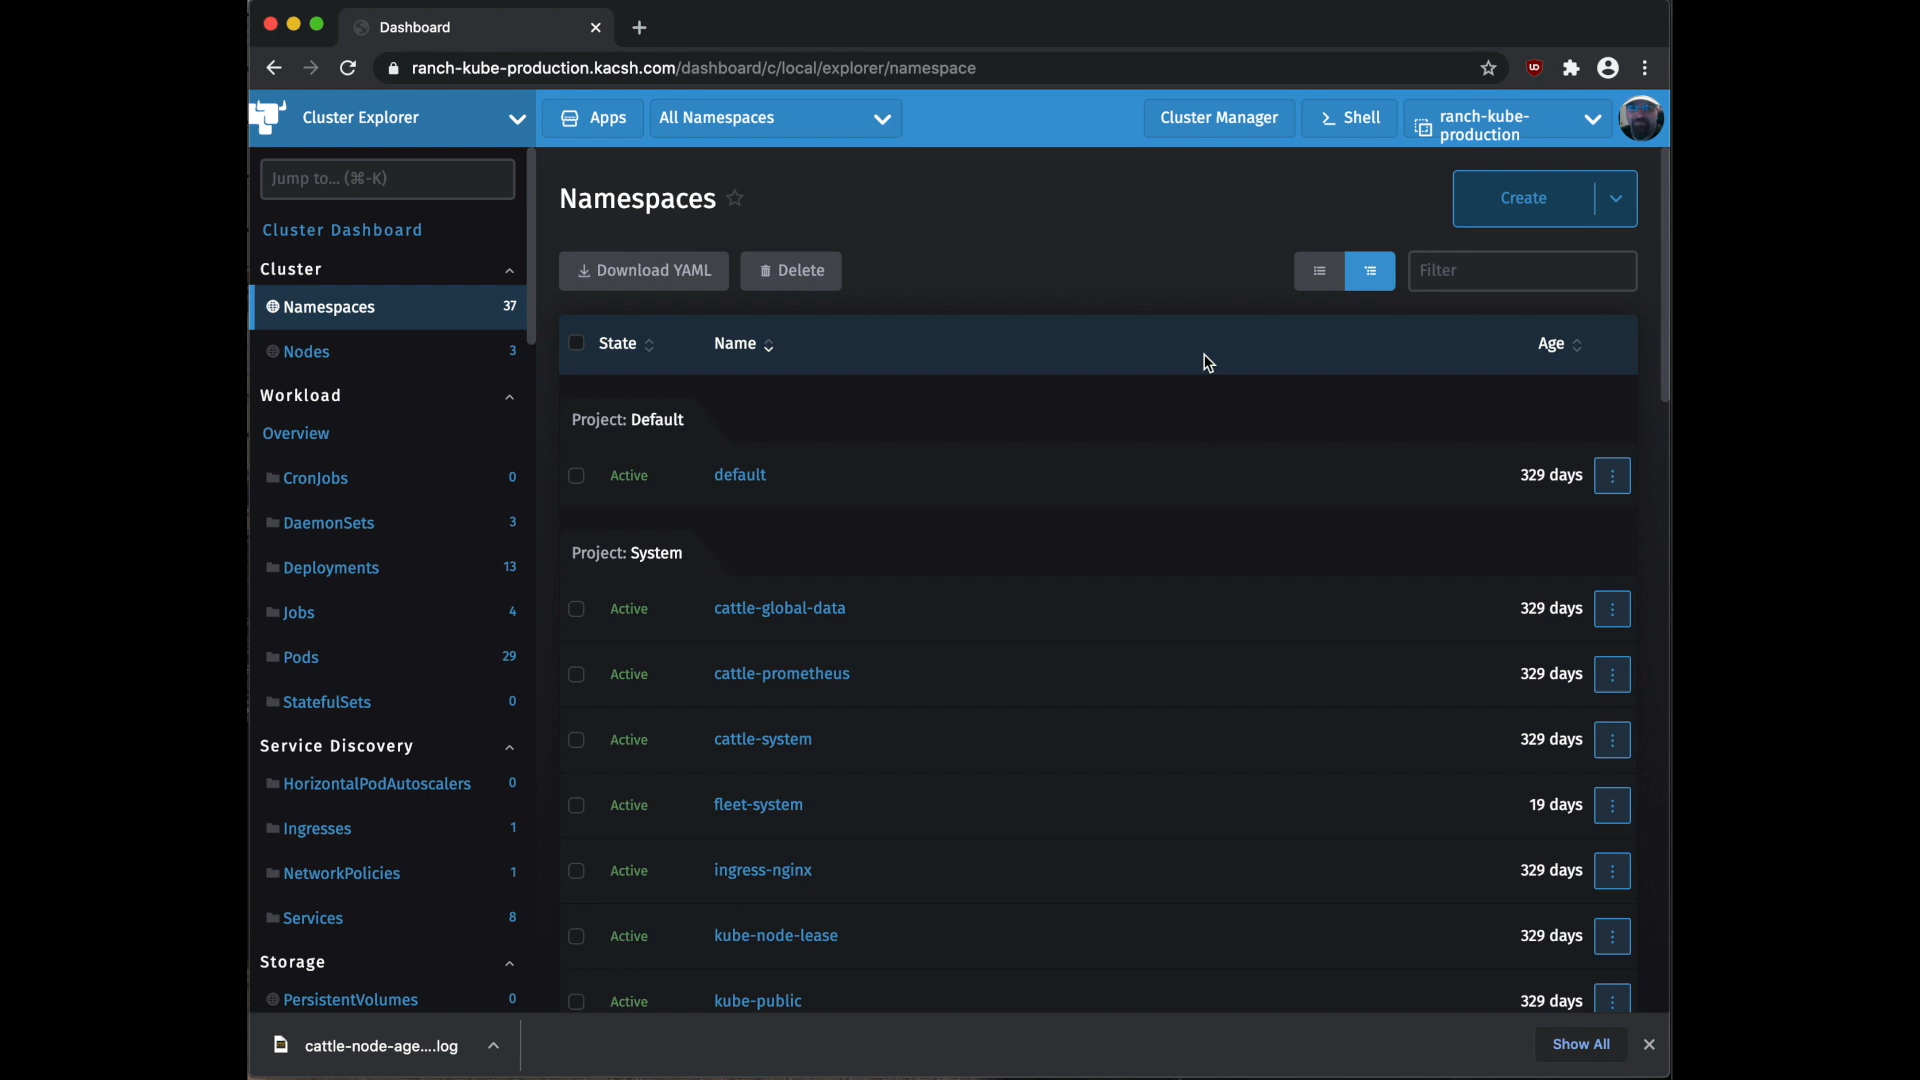 Dashboard
ranch-kube-production.kacsh.com/dashboard/c/local/explorer/namespace
Cluster Explorer
Apps
All Namespaces
Cluster Manager
Shell
ranch-kube-
production
Jump to... (⌘-K)
Cluster Dashboard
Cluster
Namespaces 37
Nodes 3
Workload
Overview
CronJobs 0
DaemonSets 3
Deployments 13
Jobs 4
Pods 29
StatefulSets 0
Service Discovery
HorizontalPodAutoscalers 0
Ingresses 1
NetworkPolicies 1
Services 8
Storage
PersistentVolumes 0
Namespaces
Create
Download YAML
Delete
Filter
State Name Age
Project: Default
Active default 329 days
Project: System
Active cattle-global-data 329 days
Active cattle-prometheus 329 days
Active cattle-system 329 days
Active fleet-system 19 days
Active ingress-nginx 329 days
Active kube-node-lease 329 days
Active kube-public 329 days
cattle-node-age....log
Show All